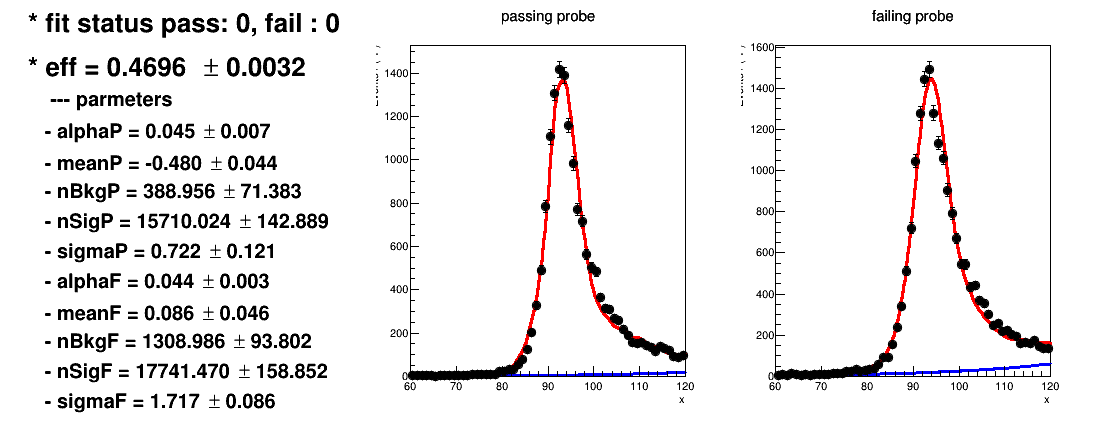 * fit status pass: 0, fail : 0
* eff = 0.4696 ± 0.0032
--- parmeters
- alphaP = 0.045 ± 0.007
- meanP = -0.480 ± 0.044
- nBkgP = 388.956 ± 71.383
- nSigP = 15710.024 ± 142.889
- sigmaP = 0.722 ± 0.121
- alphaF = 0.044 ± 0.003
- meanF = 0.086 ± 0.046
- nBkgF = 1308.986 ± 93.802
- nSigF = 17741.470 ± 158.852
- sigmaF = 1.717 ± 0.086
passing probe
1400
1200
1000
800
600
400
200
0
60 70 80 90 100 110 120
x
failing probe
1600
1400
1200
1000
800
600
400
200
0
60 70 80 90 100 110 120
x